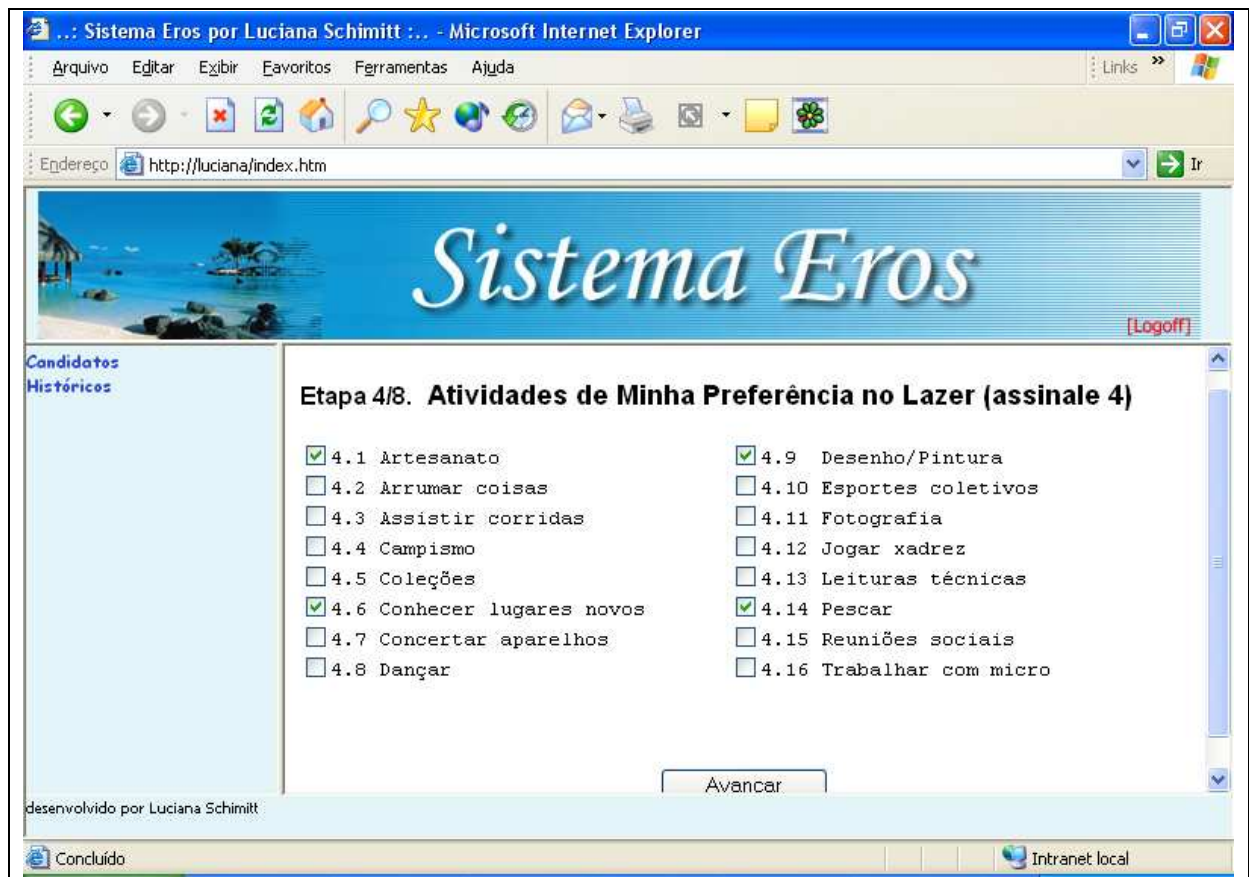 ..: Sistema Eros por Luciana Schimitt :.. - Microsoft Internet Explorer
Arquivo Editar Exibir Favoritos Ferramentas Ajuda Links »
Endereço http://luciana/index.htm Ir
Sistema Eros
[Logoff]
Candidatos
Históricos
Etapa 4/8. Atividades de Minha Preferência no Lazer (assinale 4)
4.1 Artesanato
4.2 Arrumar coisas
4.3 Assistir corridas
4.4 Campismo
4.5 Coleções
4.6 Conhecer lugares novos
4.7 Concertar aparelhos
4.8 Dançar
4.9 Desenho/Pintura
4.10 Esportes coletivos
4.11 Fotografia
4.12 Jogar xadrez
4.13 Leituras técnicas
4.14 Pescar
4.15 Reuniões sociais
4.16 Trabalhar com micro
Avançar
desenvolvido por Luciana Schimitt
Concluído Intranet local